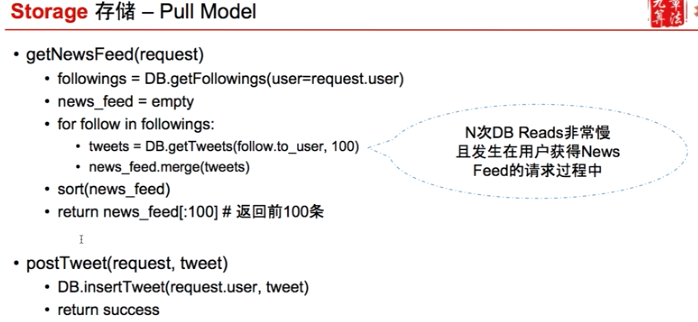 Storage 存储 – Pull Model
九章算法
• getNewsFeed(request)
• followings = DB.getFollowings(user=request.user)
• news_feed = empty
• for follow in followings:
• tweets = DB.getTweets(follow.to_user, 100)
• news_feed.merge(tweets)
• sort(news_feed)
• return news_feed[:100] # 返回前100条
N次DB Reads非常慢
且发生在用户获得News
Feed的请求过程中
• postTweet(request, tweet)
• DB.insertTweet(request.user, tweet)
• return success